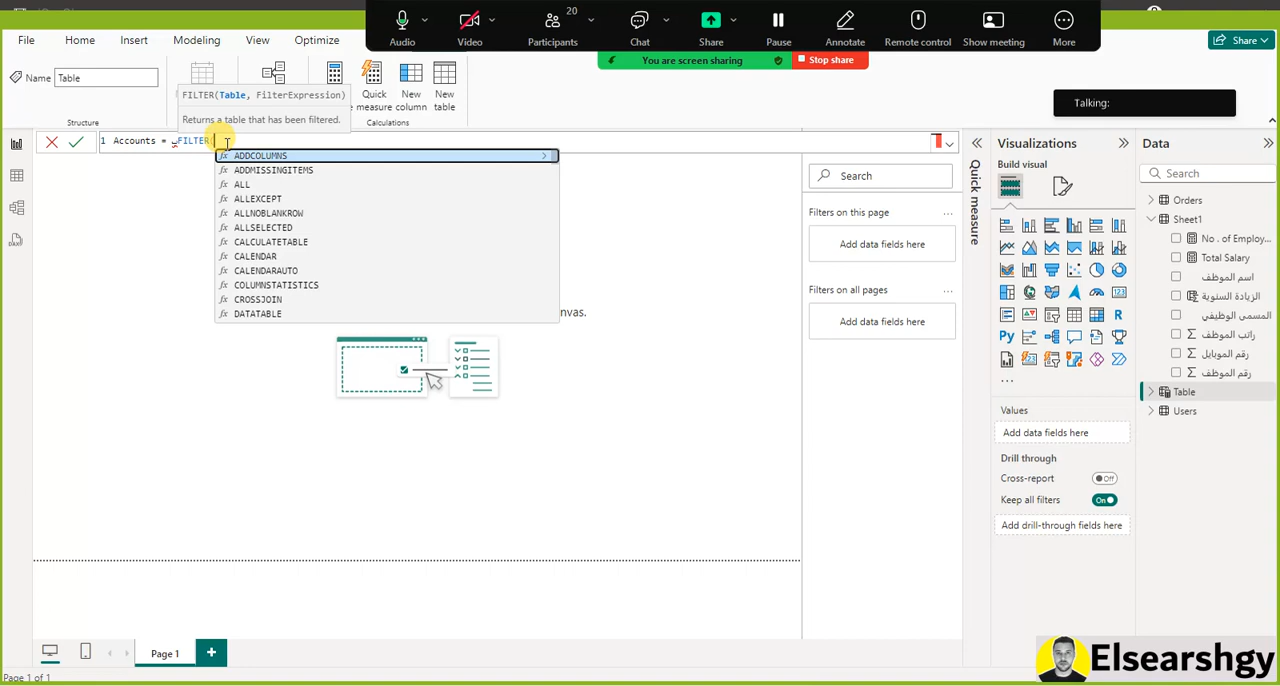 20
Audio
Video
Participants
Chat
Share
Pause
Annotate
Remote control
Show meeting
More
File
Home
Insert
Modeling
View
Optimize
Share
You are screen sharing
Stop share
Name
Table
FILTER(Table, FilterExpression)
Returns a table that has been filtered.
Quick
measure
New
column
New
table
Structure
Calculations
Talking:
1 Accounts = FILTER(
ADDCOLUMNS
ADDMISSINGITEMS
ALL
ALLEXCEPT
ALLNOBLANKROW
ALLSELECTED
CALCULATETABLE
CALENDAR
CALENDARAUTO
COLUMNSTATISTICS
CROSSJOIN
DATATABLE
nvas.
Search
Filters on this page
Add data fields here
Filters on all pages
Add data fields here
Quick measure
Visualizations
Build visual
Values
Add data fields here
Drill through
Cross-report
Off
Keep all filters
On
Add drill-through fields here
Data
Search
Orders
Sheet1
No . of Employ...
Total Salary
اسم الموظف
الزيادة السنوية
المسمى الوظيفي
راتب الموظف
رقم الموبايل
رقم الموظف
Table
Users
Page 1
Page 1 of 1
Elsearshgy